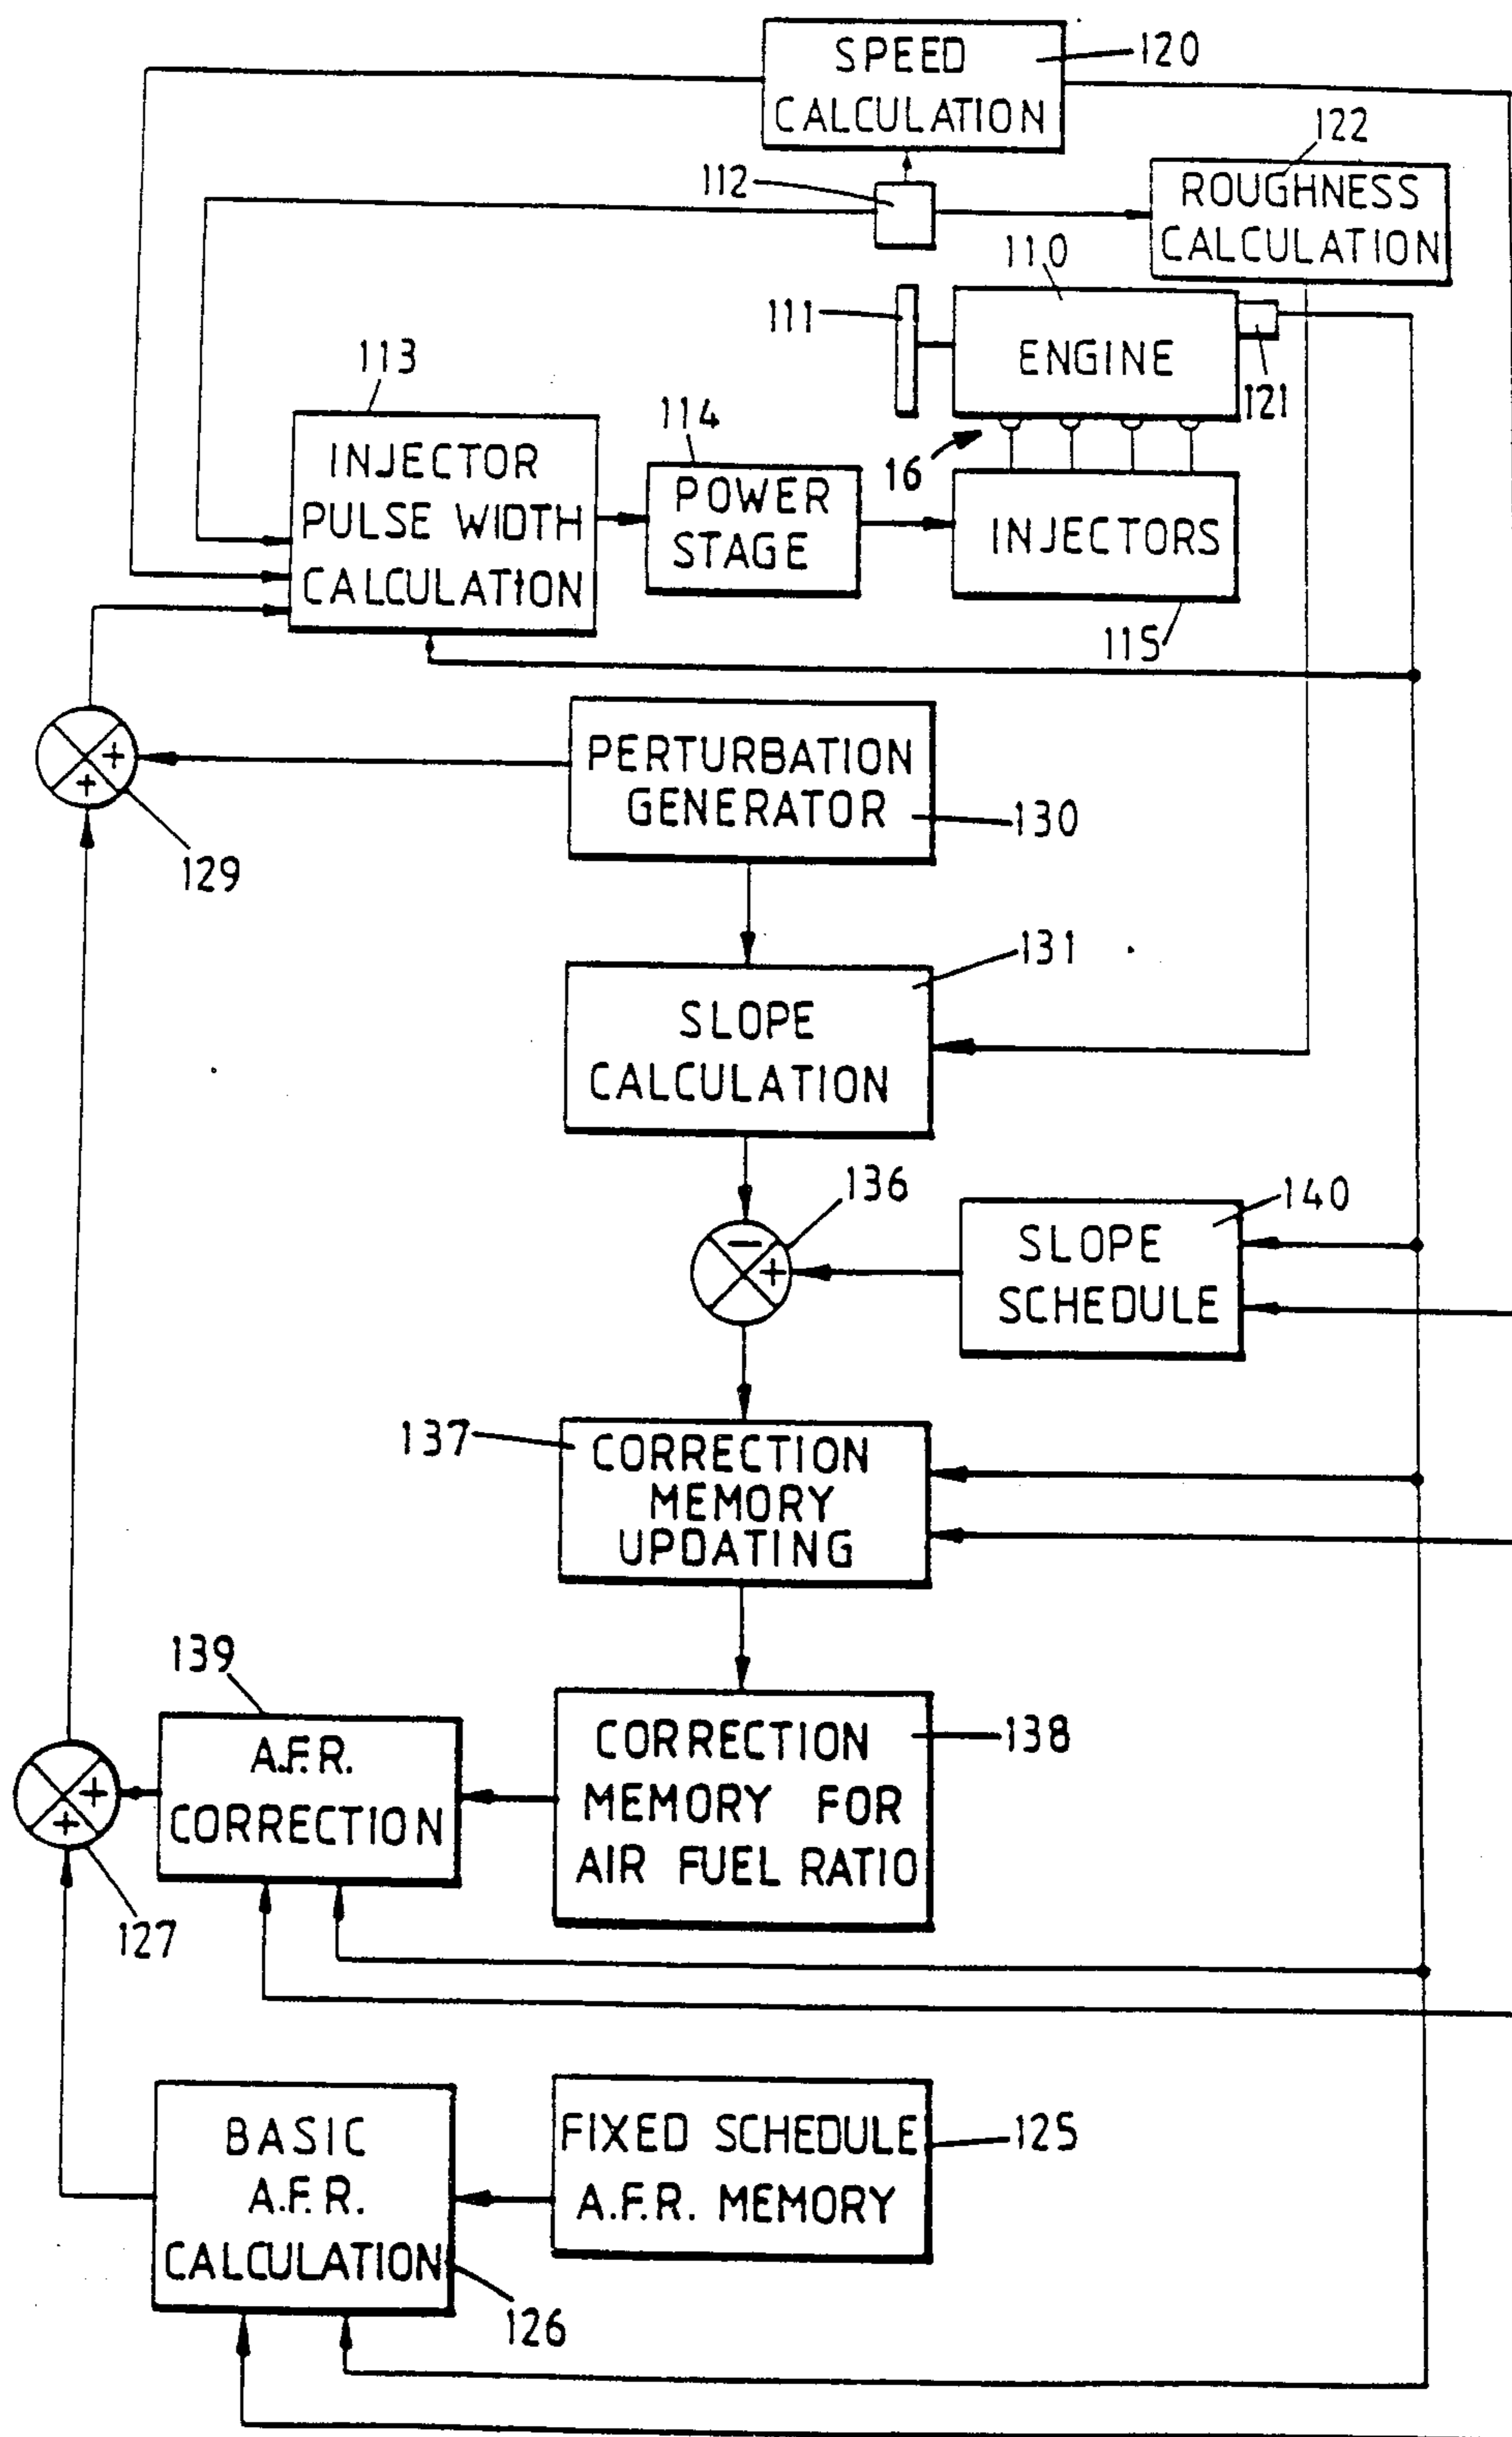 SPEED
CALCULATION
120
122
112
ROUGHNESS
CALCULATION
110
111
ENGINE
121
113
114
16
INJECTOR
PULSE WIDTH
CALCULATION
POWER
STAGE
INJECTORS
115
PERTURBATION
GENERATOR
130
+
+
129
131
SLOPE
CALCULATION
136
140
−
+
SLOPE
SCHEDULE
137
CORRECTION
MEMORY
UPDATING
139
A.F.R.
CORRECTION
CORRECTION
MEMORY FOR
AIR FUEL RATIO
138
+
+
127
BASIC
A.F.R.
CALCULATION
FIXED SCHEDULE
A.F.R. MEMORY
125
126